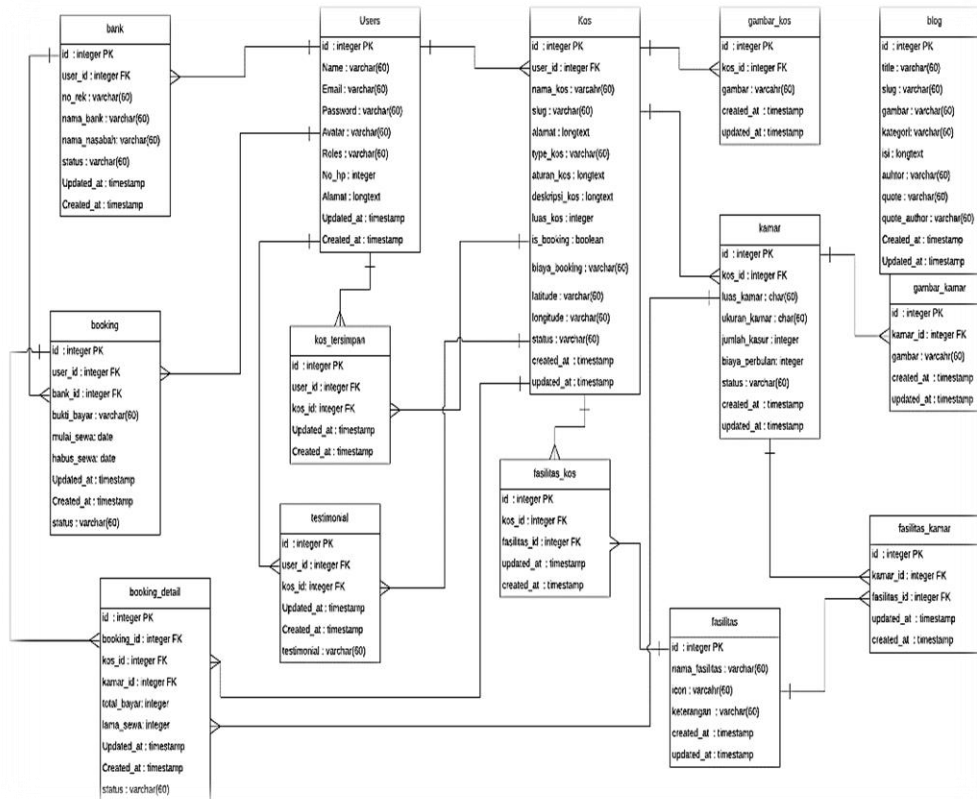 bank
id : integer PK
user_id : integer FK
no_rek : varchar(60)
nama_bank : varchar(60)
nama_nasabah: varchar(60)
status : varchar(60)
Updated_at : timestamp
Created_at : timestamp
Users
id : integer PK
Name : varchar(60)
Email : varchar(60)
Password : varchar(60)
Avatar : varchar(60)
Roles : varchar(60)
No_hp : integer
Alamat : longtext
Updated_at : timestamp
Created_at : timestamp
Kos
id : integer PK
user_id : integer FK
nama_kos : varcahr(60)
slug : varchar(60)
alamat : longtext
type_kos : varchar(60)
aturan_kos : longtext
deskripsi_kos : longtext
luas_kos : integer
is_booking : boolean
biaya_booking : varchar(60)
latitude : varchar(60)
longitude : varchar(60)
status : varchar(60)
created_at : timestamp
updated_at : timestamp
gambar_kos
id : integer PK
kos_id : integer FK
gambar : varcahr(60)
created_at : timestamp
updated_at : timestamp
blog
id : integer PK
title : varchar(60)
slug : varchar(60)
gambar : varchar(60)
kategori: varchar(60)
isi : longtext
auhtor : varchar(60)
quote : varchar(60)
quote_author : varchar(60)
Created_at : timestamp
Updated_at : timestamp
kamar
id : integer PK
kos_id : integer FK
luas_kamar : char(60)
ukuran_kamar : char(60)
jumlah_kasur : integer
biaya_perbulan: integer
status : varchar(60)
created_at : timestamp
updated_at : timestamp
gambar_kamar
id : integer PK
kamar_id : integer FK
gambar : varcahr(60)
created_at : timestamp
updated_at : timestamp
booking
id : integer PK
user_id : integer FK
bank_id : integer FK
bukti_bayar : varchar(60)
mulai_sewa: date
habus_sewa: date
Updated_at : timestamp
Created_at : timestamp
status : varchar(60)
kos_tersimpan
id : integer PK
user_id : integer FK
kos_id: integer FK
Updated_at : timestamp
Created_at : timestamp
fasilitas_kos
id : integer PK
kos_id : integer FK
fasilitas_id : integer FK
updated_at : timestamp
created_at : timestamp
testimonial
id : integer PK
user_id : integer FK
kos_id: integer FK
Updated_at : timestamp
Created_at : timestamp
testimonial : varchar(60)
fasilitas_kamar
id : integer PK
kamar_id : integer FK
fasilitas_id : integer FK
updated_at : timestamp
created_at : timestamp
booking_detail
id : integer PK
booking_id : integer FK
kos_id : integer FK
kamar_id : integer FK
total_bayar: integer
lama_sewa: integer
Updated_at : timestamp
Created_at : timestamp
status : varchar(60)
fasilitas
id : integer PK
nama_fasilitas : varchar(60)
icon : varcahr(60)
keterangan : varchar(60)
created_at : timestamp
updated_at : timestamp